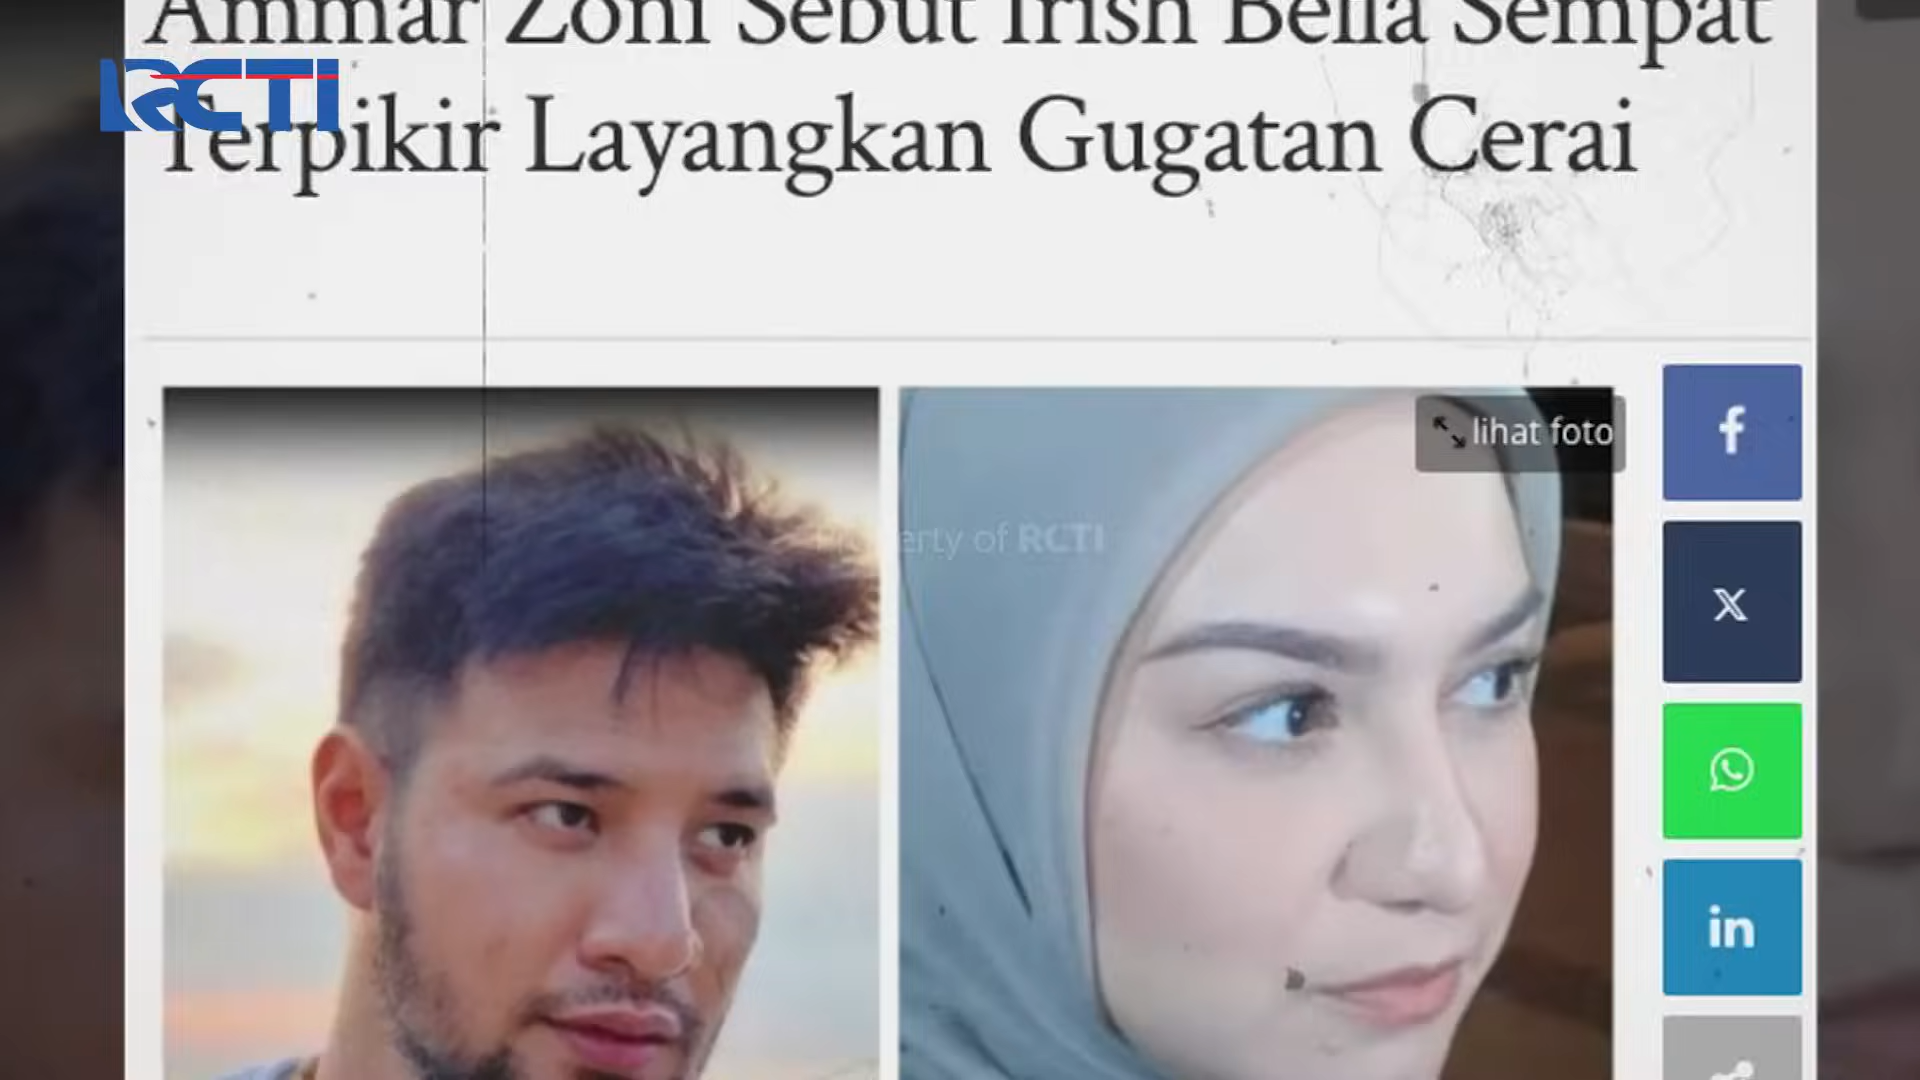 Ammar Zoni Sebut Irish Bella Sempat
RCTI
Terpikir Layangkan Gugatan Cerai
lihat foto
erty of RCTI
f
X
in